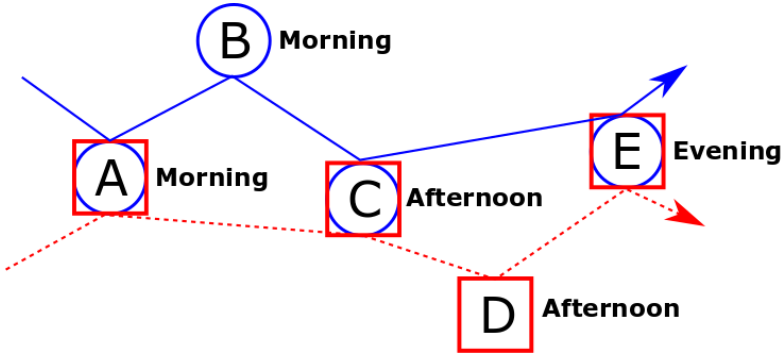 B Morning
A Morning
C Afternoon
E Evening
D Afternoon